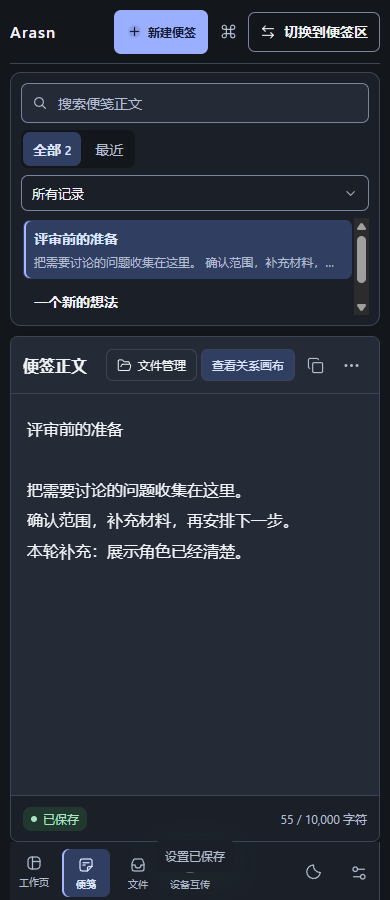 Arasn
新建便签
切换到便签区
搜索便笺正文
全部 2
最近
所有记录
评审前的准备
把需要讨论的问题收集在这里。 确认范围，补充材料，...
一个新的想法
便签正文
文件管理
查看关系画布
评审前的准备
把需要讨论的问题收集在这里。
确认范围，补充材料，再安排下一步。
本轮补充：展示角色已经清楚。
已保存
55 / 10,000 字符
设置已保存
工作页
便笺
文件
设备互传